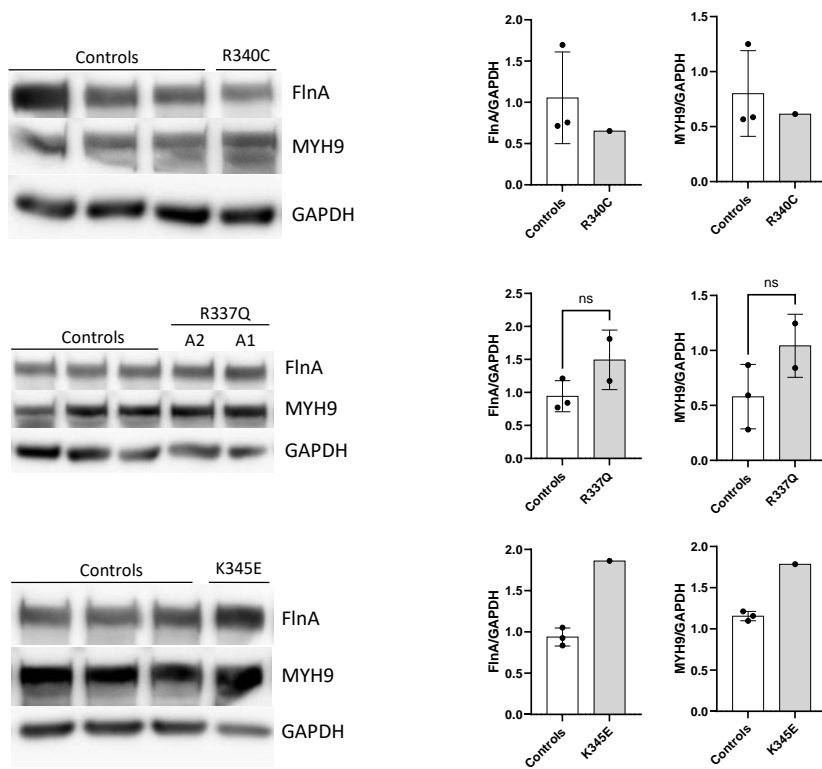 Controls R340C
FlnA
MYH9
GAPDH
FlnA/GAPDH
2.0
1.5
1.0
0.5
0.0
Controls
R340C
MYH9/GAPDH
1.5
1.0
0.5
0.0
Controls
R340C
R337Q
Controls A2 A1
FlnA
MYH9
GAPDH
FlnA/GAPDH
2.5
2.0
1.5
1.0
0.5
0.0
ns
Controls
R337Q
MYH9/GAPDH
1.5
1.0
0.5
0.0
ns
Controls
R337Q
Controls K345E
FlnA
MYH9
GAPDH
FlnA/GAPDH
2.0
1.5
1.0
0.5
0.0
Controls
K345E
MYH9/GAPDH
2.0
1.5
1.0
0.5
0.0
Controls
K345E